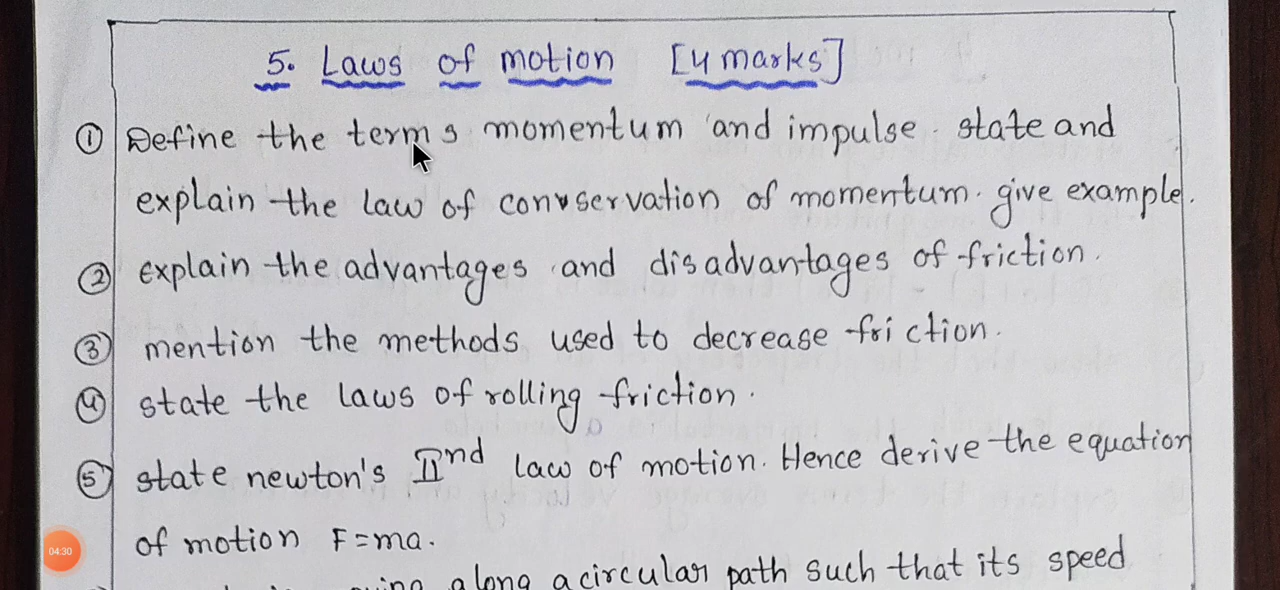 5. Laws of motion [4 marks]
① Define the terms momentum and impulse. state and
explain the law of convservation of momentum. give example.
② explain the advantages and disadvantages of friction.
③ mention the methods used to decrease friction.
④ state the laws of rolling friction.
⑤ state newton's IInd law of motion. Hence derive the equation
of motion F=ma.
along a circular path such that its speed
04:30